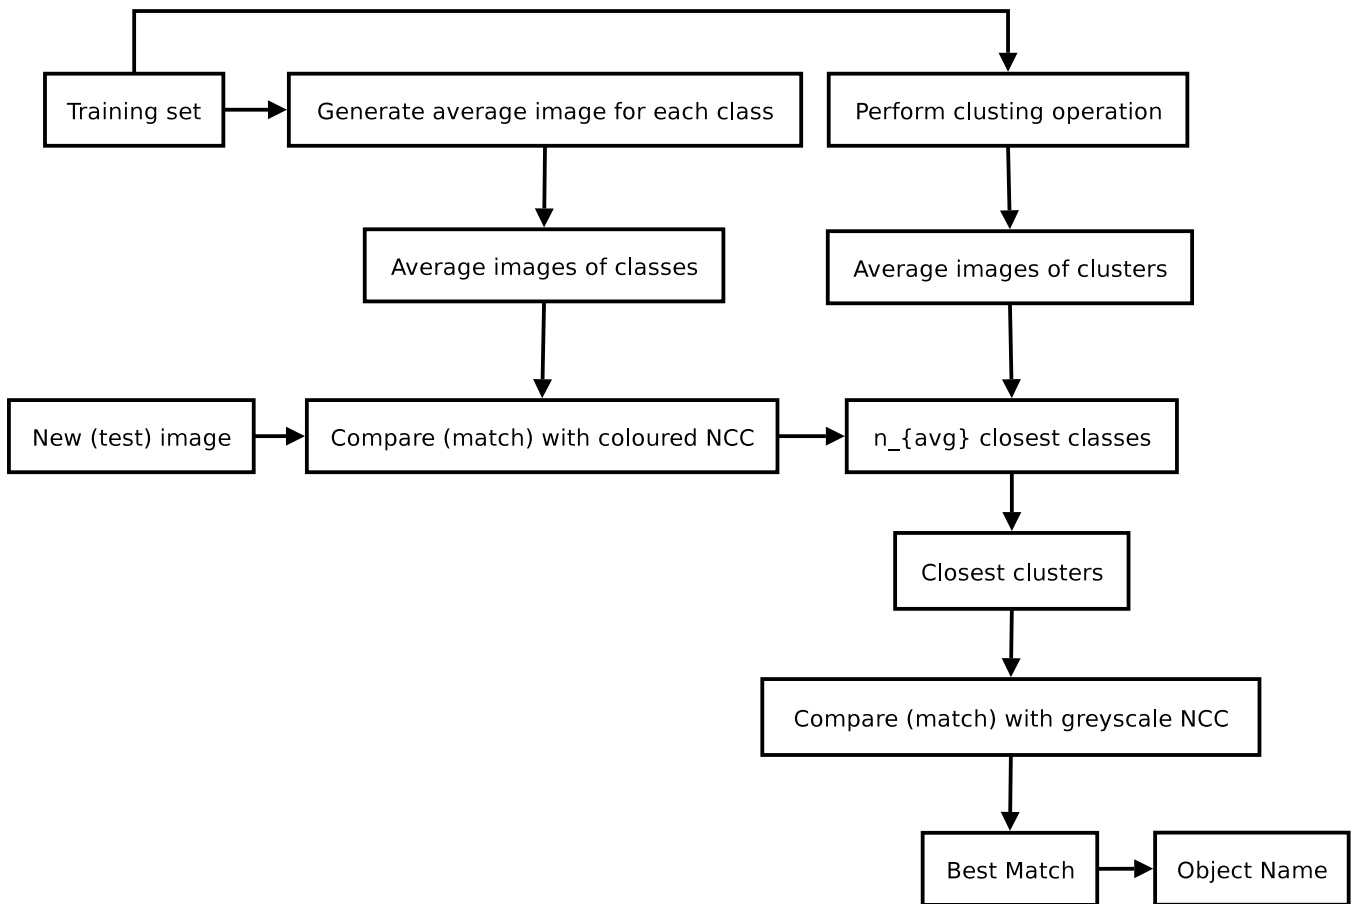 Training set
Generate average image for each class
Perform clusting operation
Average images of classes
Average images of clusters
New (test) image
Compare (match) with coloured NCC
n_{avg} closest classes
Closest clusters
Compare (match) with greyscale NCC
Best Match
Object Name